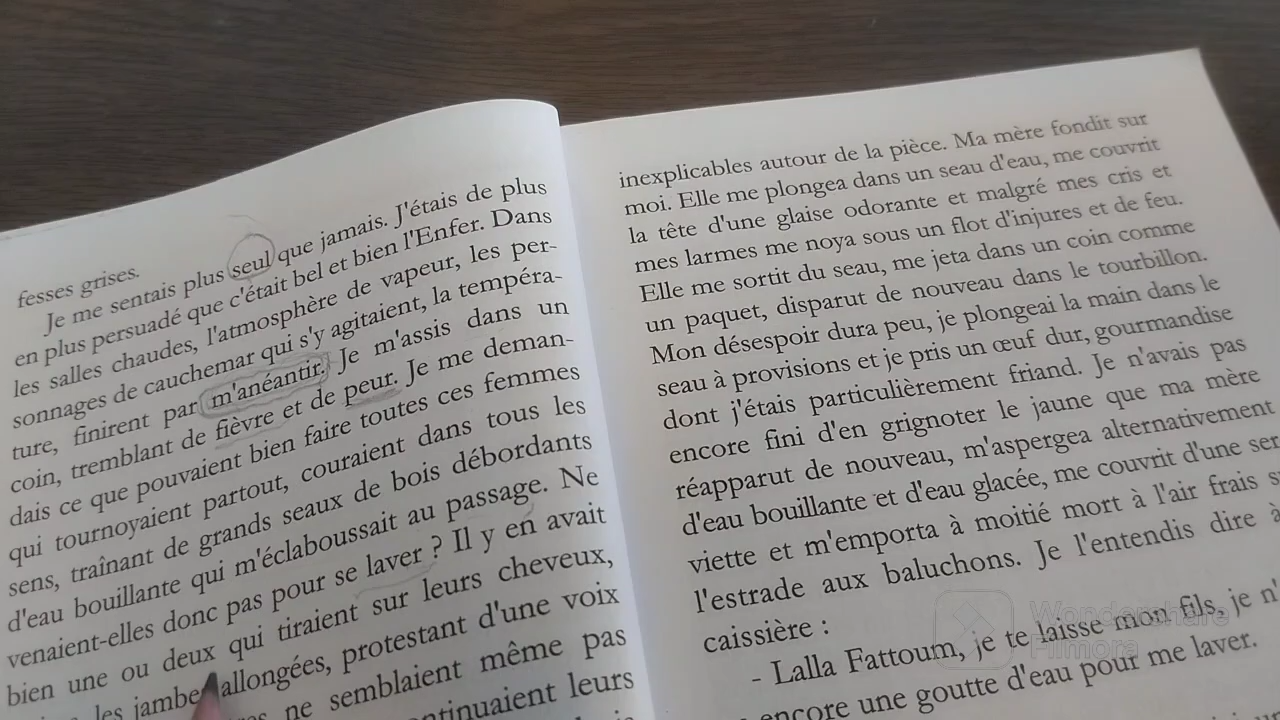 fesses grises.
Je me sentais plus seul que jamais. J'étais de plus
en plus persuadé que c'était bel et bien l'Enfer. Dans
les salles chaudes, l'atmosphère de vapeur, les per-
sonnages de cauchemar qui s'y agitaient, la tempéra-
ture, finirent par m'anéantir. Je m'assis dans un
coin, tremblant de fièvre et de peur. Je me deman-
dais ce que pouvaient bien faire toutes ces femmes
qui tournoyaient partout, couraient dans tous les
sens, traînant de grands seaux de bois débordants
d'eau bouillante qui m'éclaboussait au passage. Ne
venaient-elles donc pas pour se laver ? Il y en avait
bien une ou deux qui tiraient sur leurs cheveux,
les jambes allongées, protestant d'une voix
ne semblaient même pas
continuaient leurs
inexplicables autour de la pièce. Ma mère fondit sur
moi. Elle me plongea dans un seau d'eau, me couvrit
la tête d'une glaise odorante et malgré mes cris et
mes larmes me noya sous un flot d'injures et de feu.
Elle me sortit du seau, me jeta dans un coin comme
un paquet, disparut de nouveau dans le tourbillon.
Mon désespoir dura peu, je plongeai la main dans le
seau à provisions et je pris un œuf dur, gourmandise
dont j'étais particulièrement friand. Je n'avais pas
encore fini d'en grignoter le jaune que ma mère
réapparut de nouveau, m'aspergea alternativement
d'eau bouillante et d'eau glacée, me couvrit d'une ser
viette et m'emporta à moitié mort à l'air frais s
l'estrade aux baluchons. Je l'entendis dire à
caissière :
- Lalla Fattoum, je te laisse mon fils, je n'
encore une goutte d'eau pour me laver.
Wondershare
Filmora